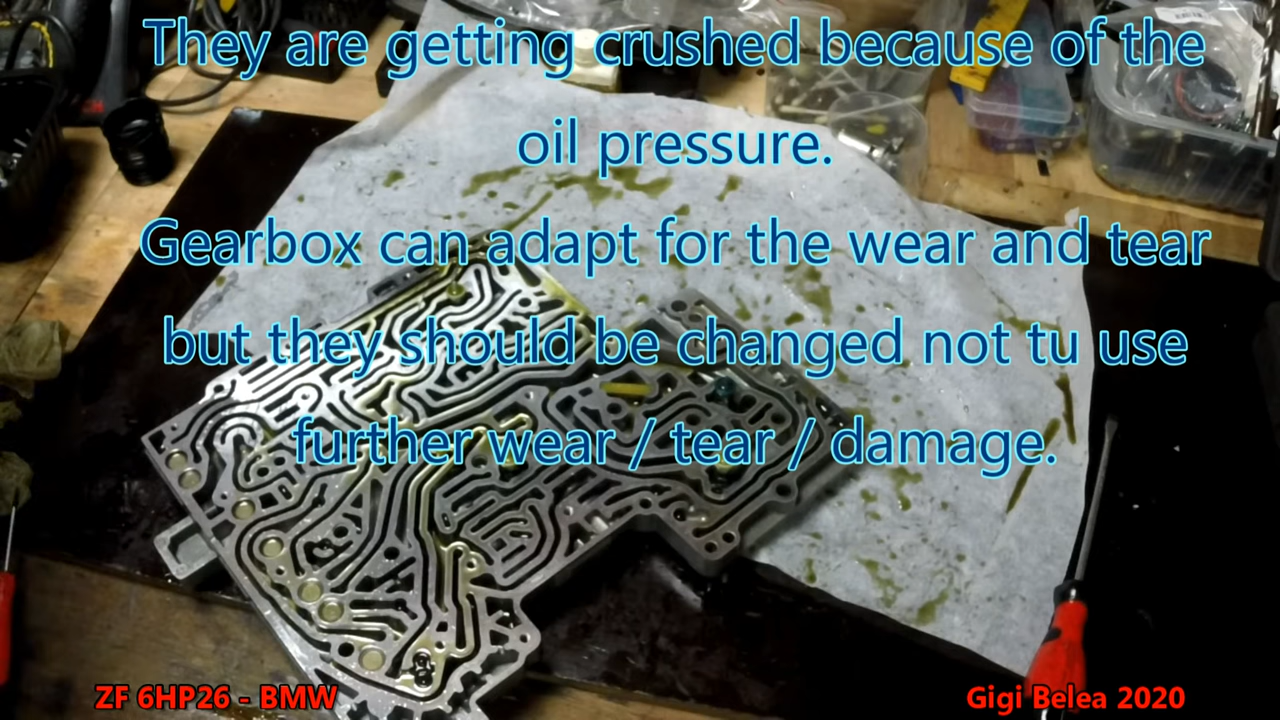 They are getting crushed because of the
oil pressure.
Gearbox can adapt for the wear and tear
but they should be changed not tu use
further wear / tear / damage.
ZF 6HP26 - BMW
Gigi Belea 2020